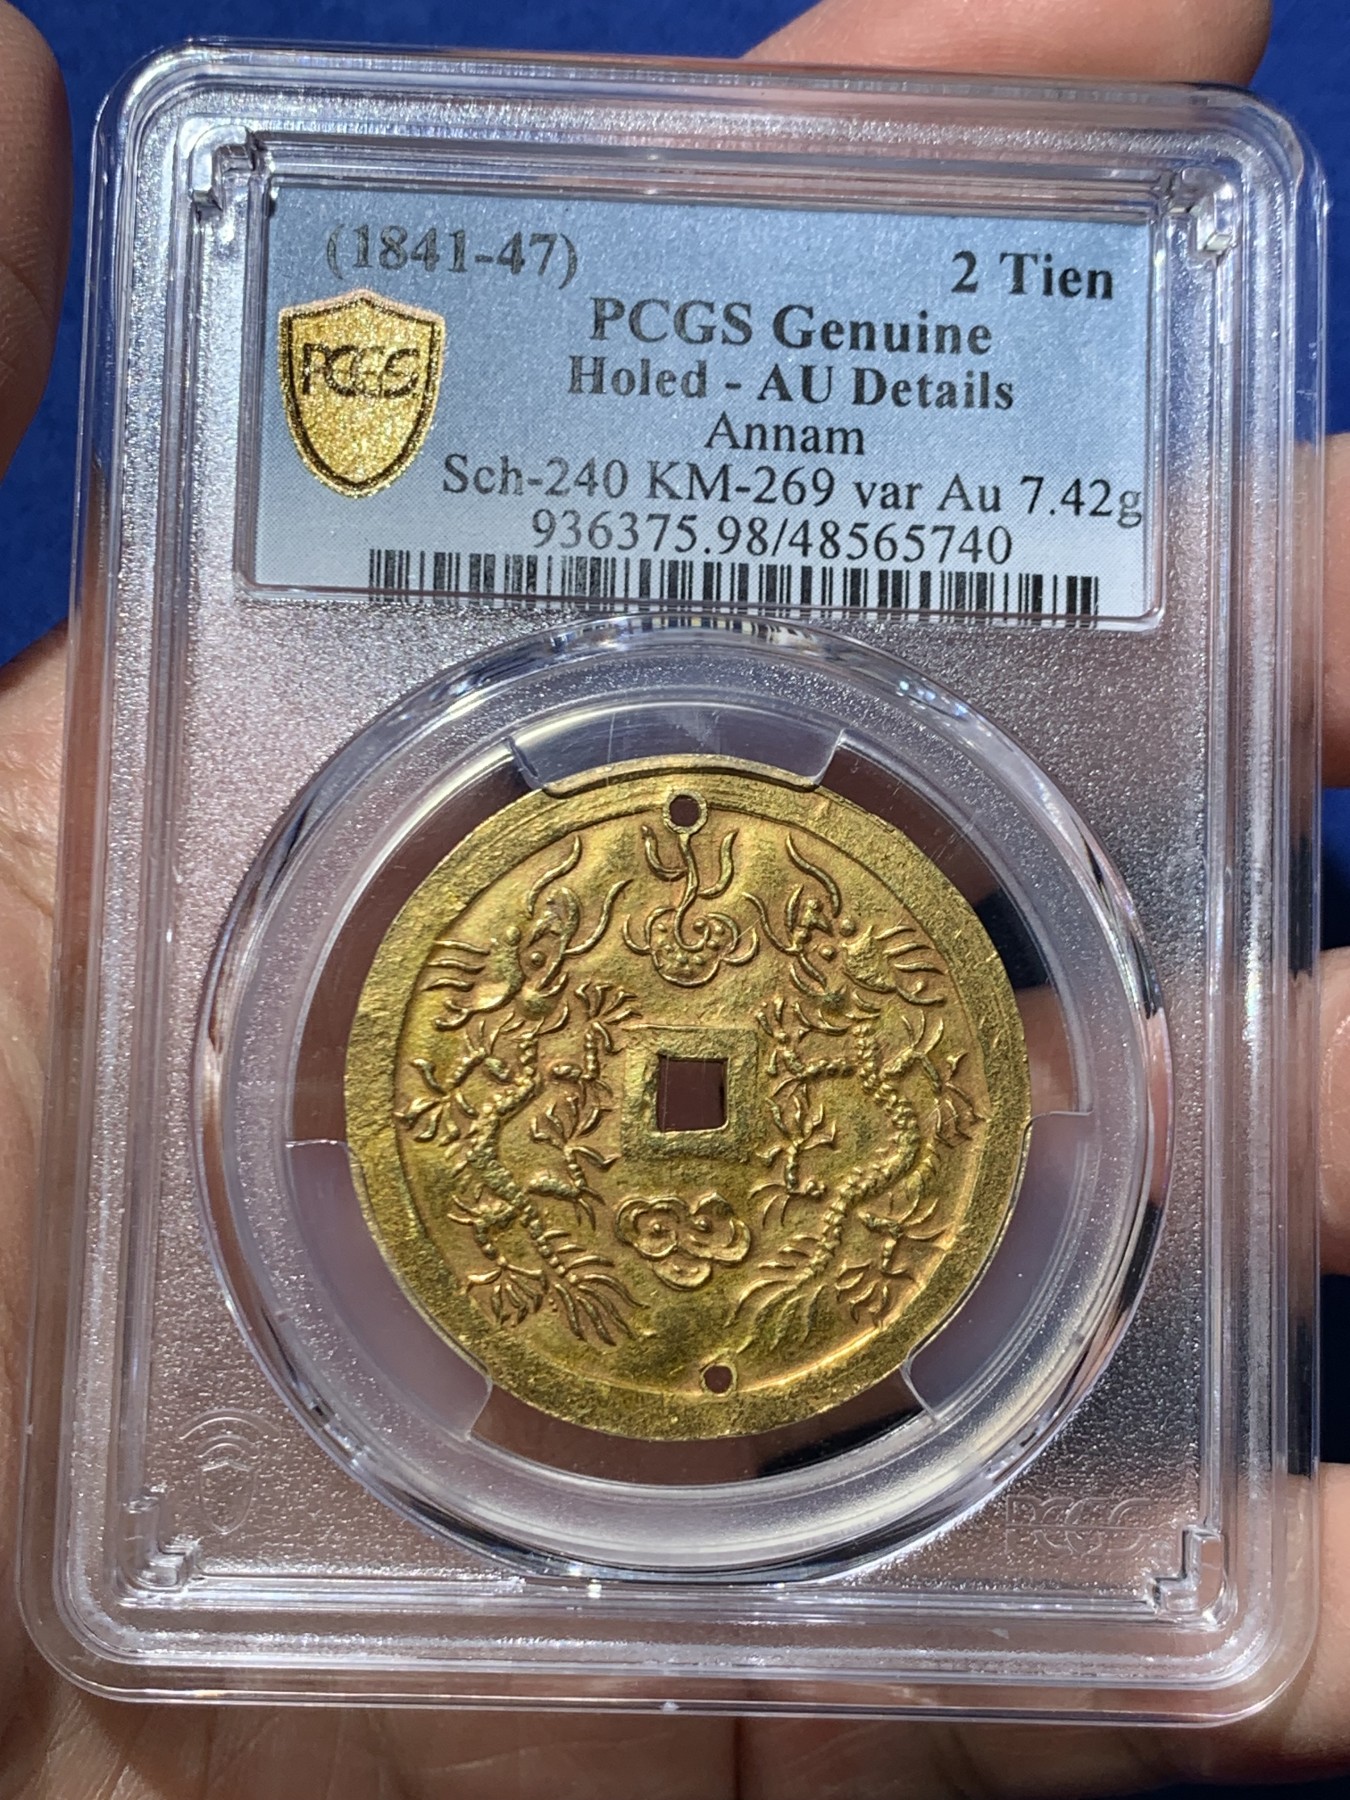 (1841-47)
2 Tien
PCGS Genuine
PCGS
Holed - AU Details
Annam
Sch-240 KM-269 var Au 7.42g
936375.98/48565740
PCGS